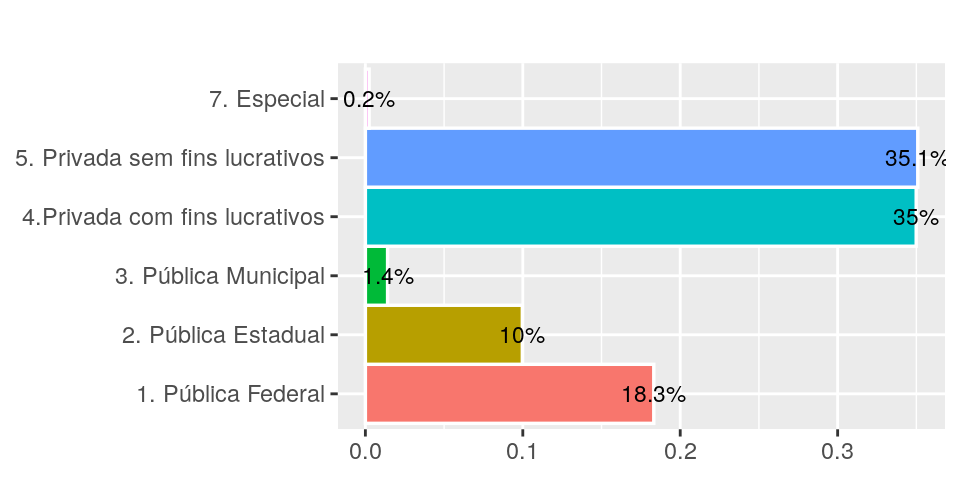 7. Especial
0.2%
5. Privada sem fins lucrativos
35.1%
4.Privada com fins lucrativos
35%
3. Pública Municipal
1.4%
2. Pública Estadual
10%
1. Pública Federal
18.3%
0.0 0.1 0.2 0.3